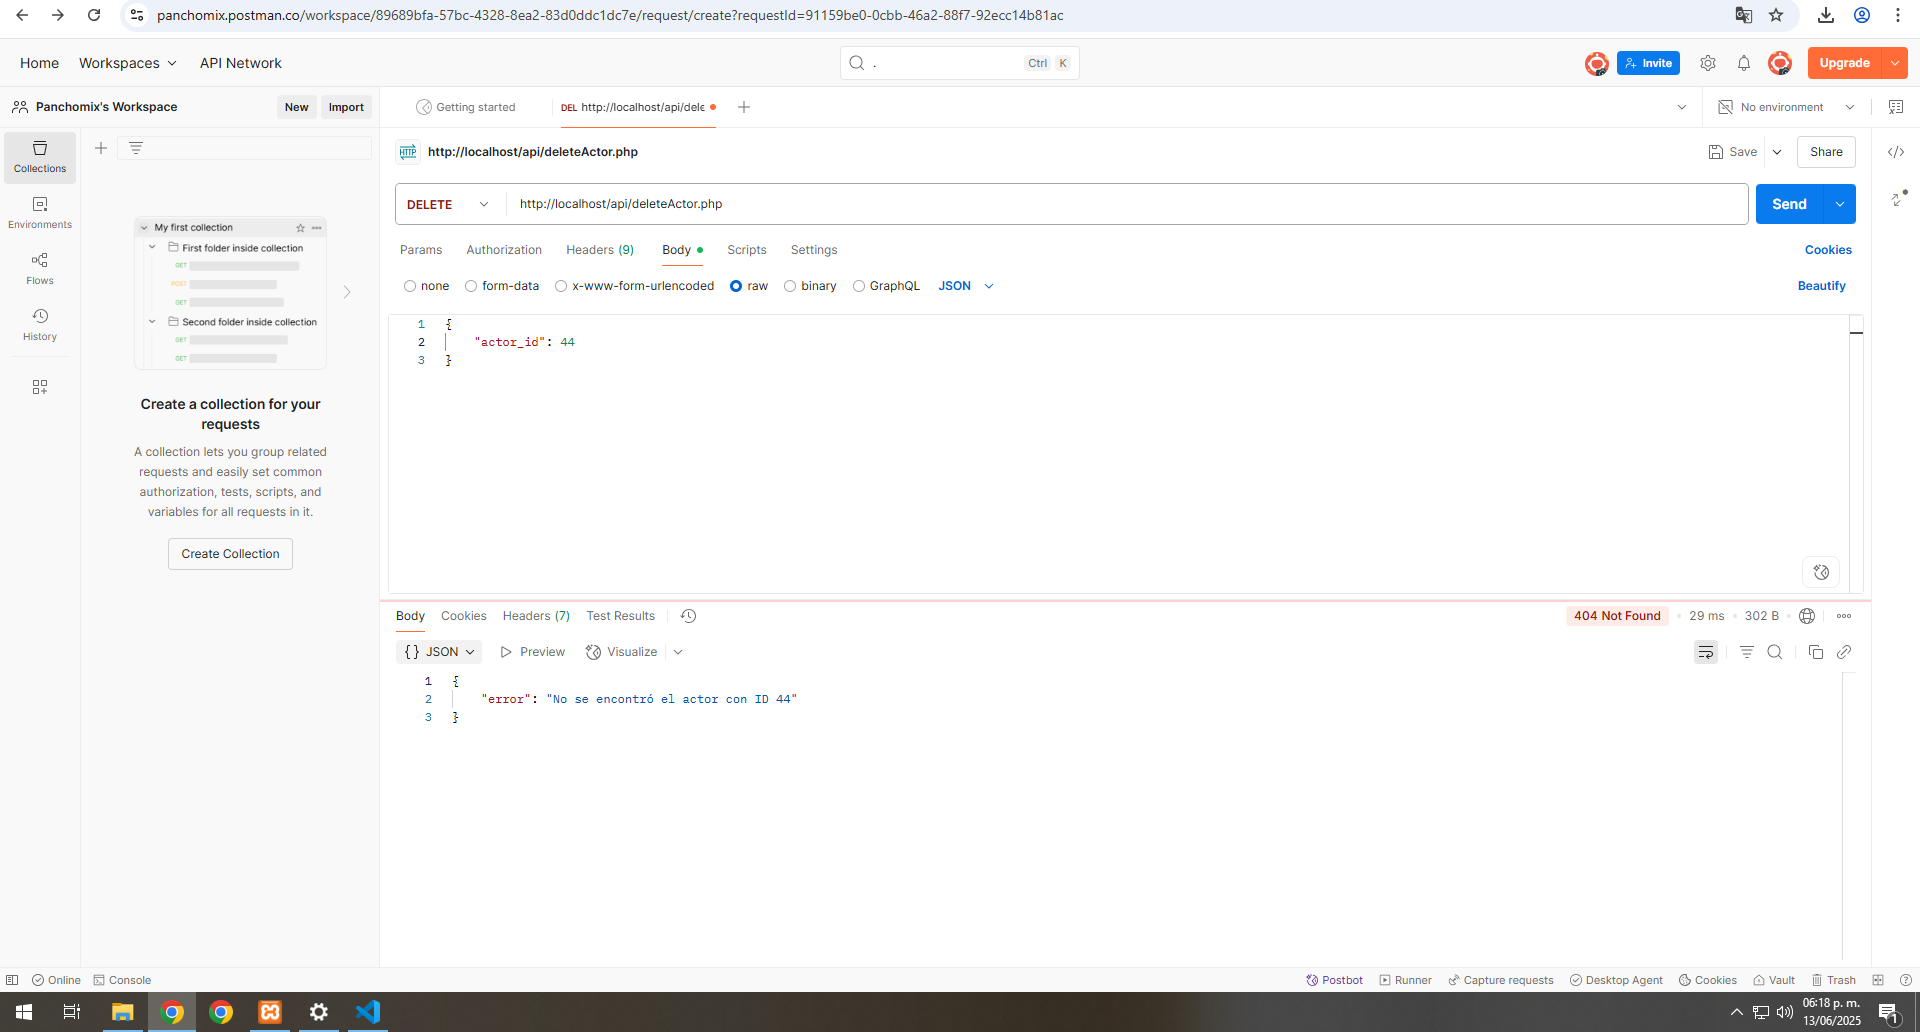 panchomix.postman.co/workspace/89689bfa-57bc-4328-8ea2-83d0ddc1dc7e/request/create?requestId=91159be0-0cbb-46a2-88f7-92ecc14b81ac
Home Workspaces API Network
. Ctrl K
Invite Upgrade
Panchomix's Workspace New Import
Getting started DEL http://localhost/api/dele No environment
Collections
Environments
Flows
History
My first collection
First folder inside collection
GET
POST
GET
Second folder inside collection
GET
GET
Create a collection for your
requests
A collection lets you group related
requests and easily set common
authorization, tests, scripts, and
variables for all requests in it.
Create Collection
HTTP http://localhost/api/deleteActor.php Save Share
DELETE http://localhost/api/deleteActor.php Send
Params Authorization Headers (9) Body Scripts Settings Cookies
none form-data x-www-form-urlencoded raw binary GraphQL JSON Beautify
1 {
2 "actor_id": 44
3 }
Body Cookies Headers (7) Test Results 404 Not Found 29 ms 302 B
{} JSON Preview Visualize
1 {
2 "error": "No se encontró el actor con ID 44"
3 }
Online Console Postbot Runner Capture requests Desktop Agent Cookies Vault Trash
06:18 p. m.
13/06/2025
1